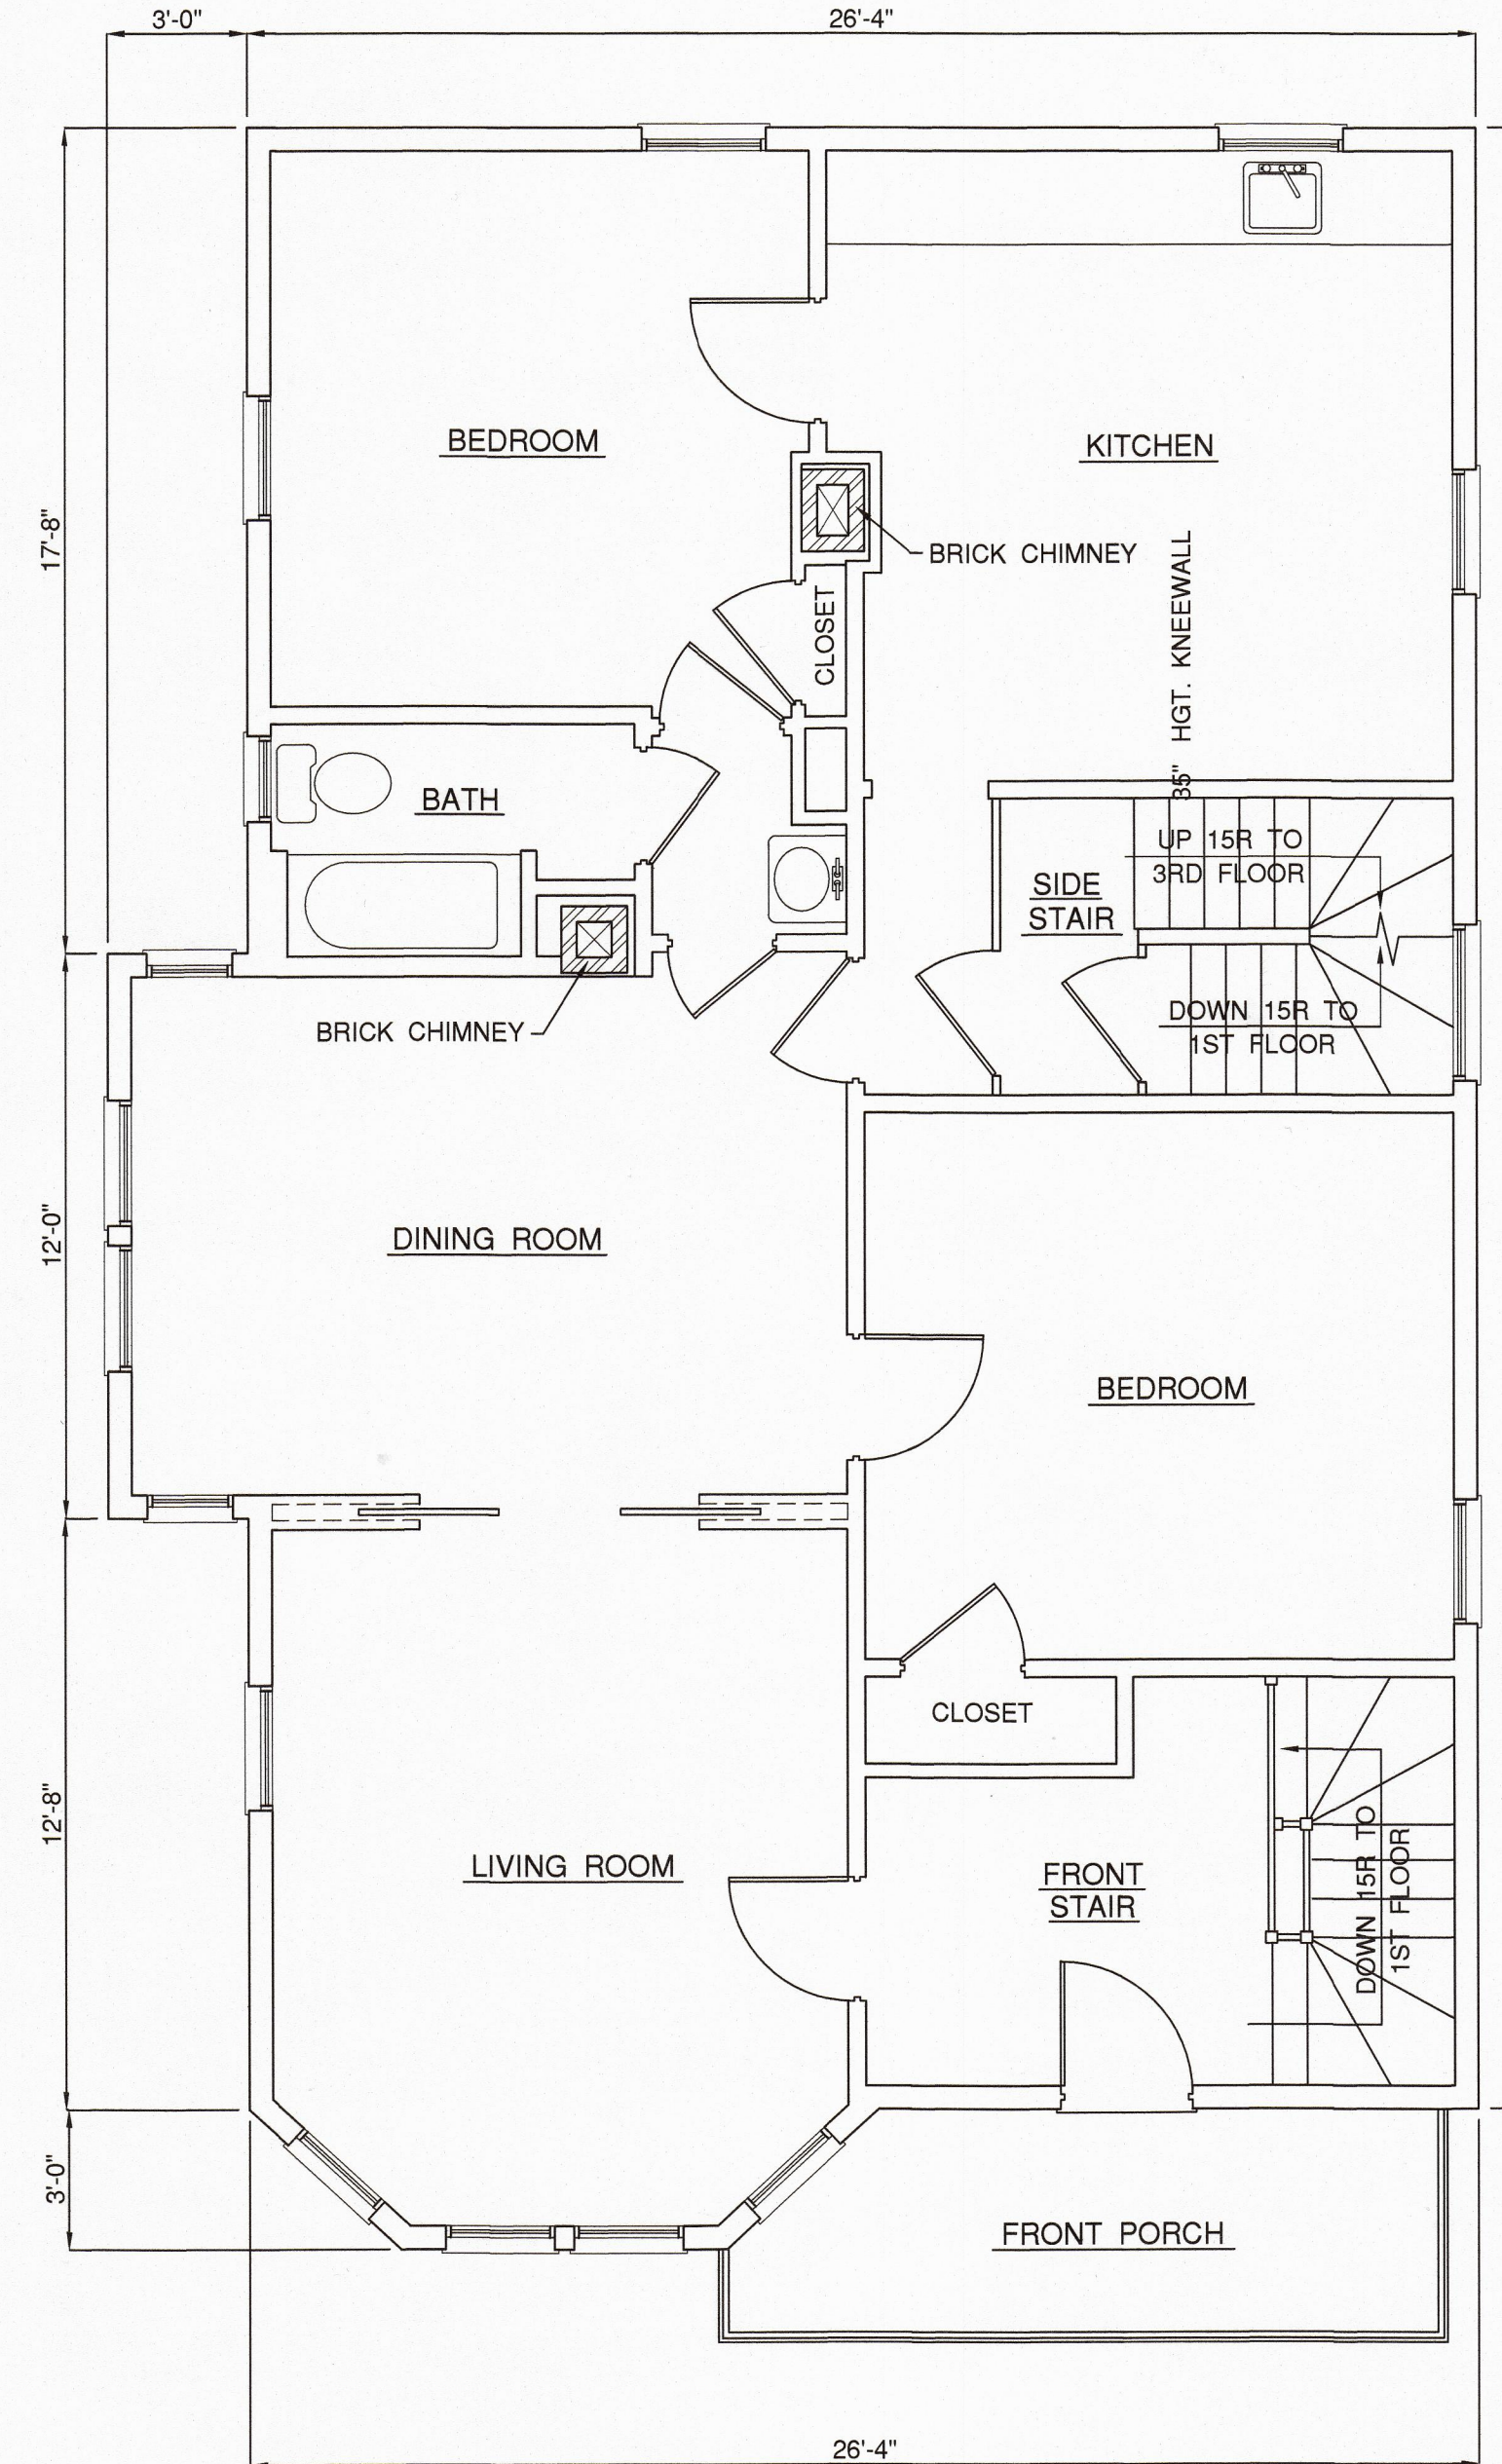 3'-0"
26'-4"
17'-8"
BEDROOM
KITCHEN
BRICK CHIMNEY
CLOSET
35" HGT. KNEEWALL
BATH
UP 15R TO
3RD FLOOR
SIDE
STAIR
DOWN 15R TO
1ST FLOOR
BRICK CHIMNEY
12'-0"
DINING ROOM
BEDROOM
CLOSET
12'-8"
LIVING ROOM
FRONT
STAIR
DOWN 15R TO
1ST FLOOR
3'-0"
FRONT PORCH
26'-4"